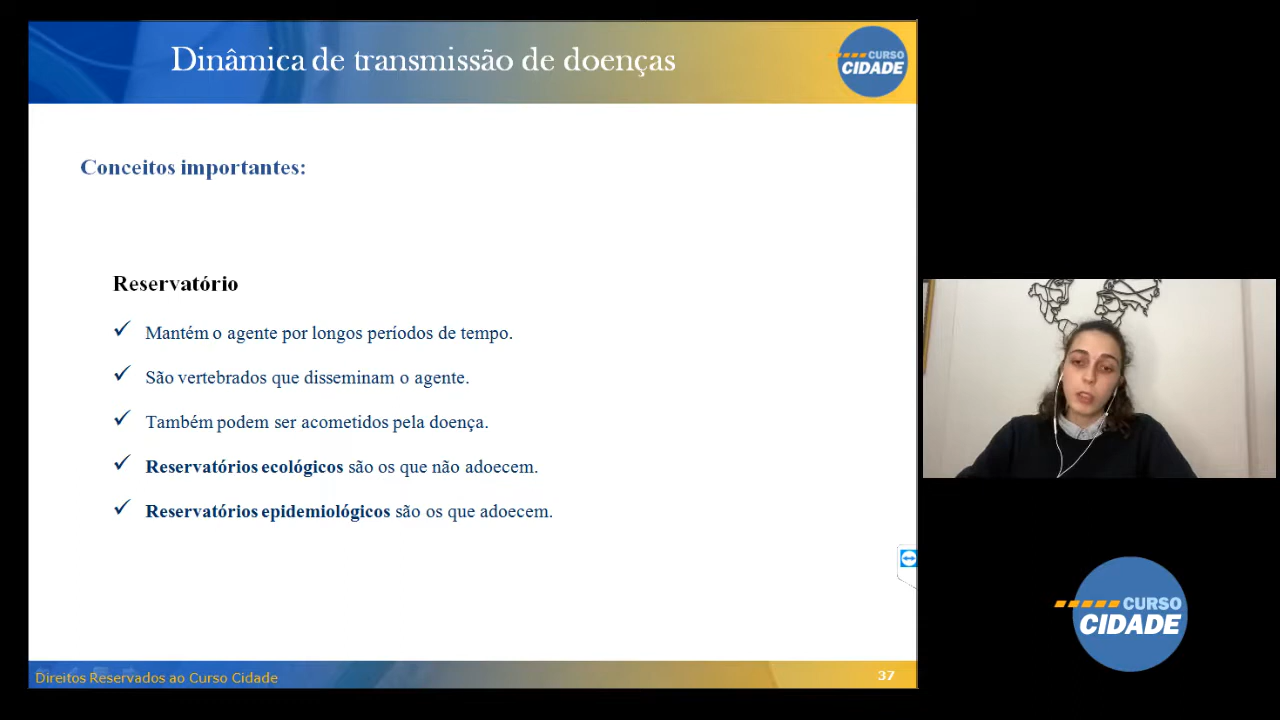 Dinâmica de transmissão de doenças
CURSO
CIDADE
Conceitos importantes:
Reservatório
✓ Mantém o agente por longos períodos de tempo.
✓ São vertebrados que disseminam o agente.
✓ Também podem ser acometidos pela doença.
✓ Reservatórios ecológicos são os que não adoecem.
✓ Reservatórios epidemiológicos são os que adoecem.
CURSO
CIDADE
Direitos Reservados ao Curso Cidade
37